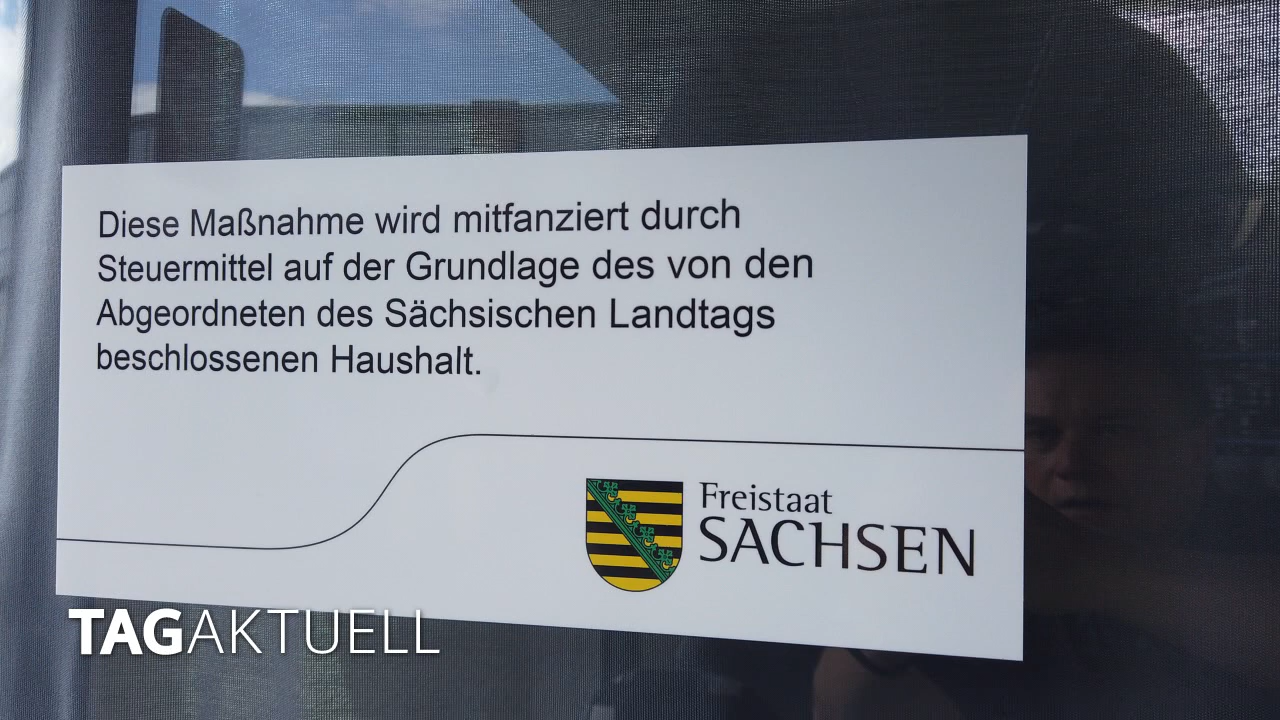 Diese Maßnahme wird mitfanziert durch
Steuermittel auf der Grundlage des von den
Abgeordneten des Sächsischen Landtags
beschlossenen Haushalt.
Freistaat
SACHSEN
TAGAKTUELL